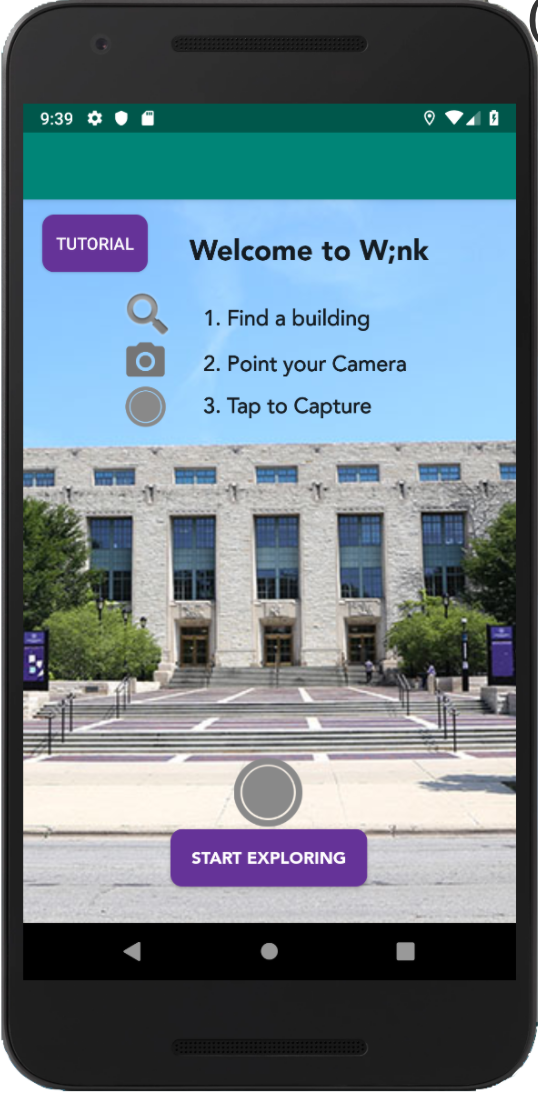 9:39
TUTORIAL
Welcome to W;nk
1. Find a building
2. Point your Camera
3. Tap to Capture
START EXPLORING